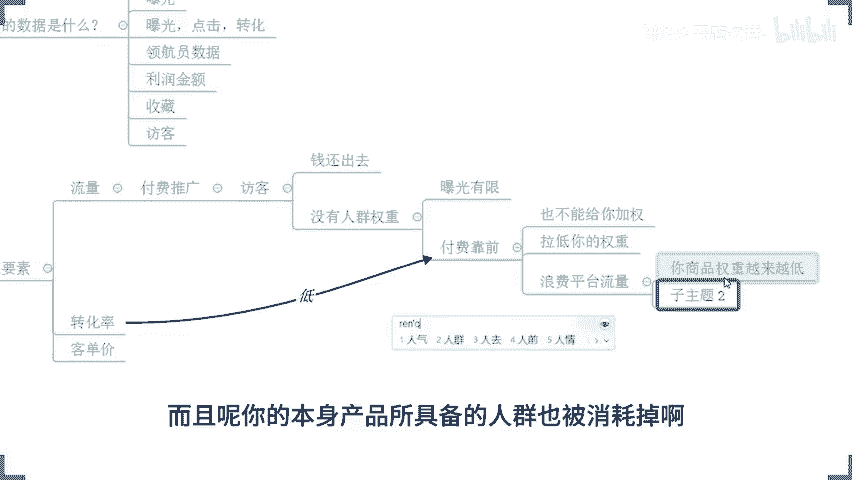 的数据是什么？
曝光，点击，转化
领航员数据
利润金额
收藏
访客
钱还出去
流量
付费推广
访客
曝光有限
没有人群权重
也不能给你加权
付费靠前
拉低你的权重
要素
你商品权重越来越低
浪费平台流量
低
子主题 2
转化率
ren'q
1 人气 2 人群 3 人去 4 人前 5 人情
客单价
而且呢你的本身产品所具备的人群也被消耗掉啊
bilibili